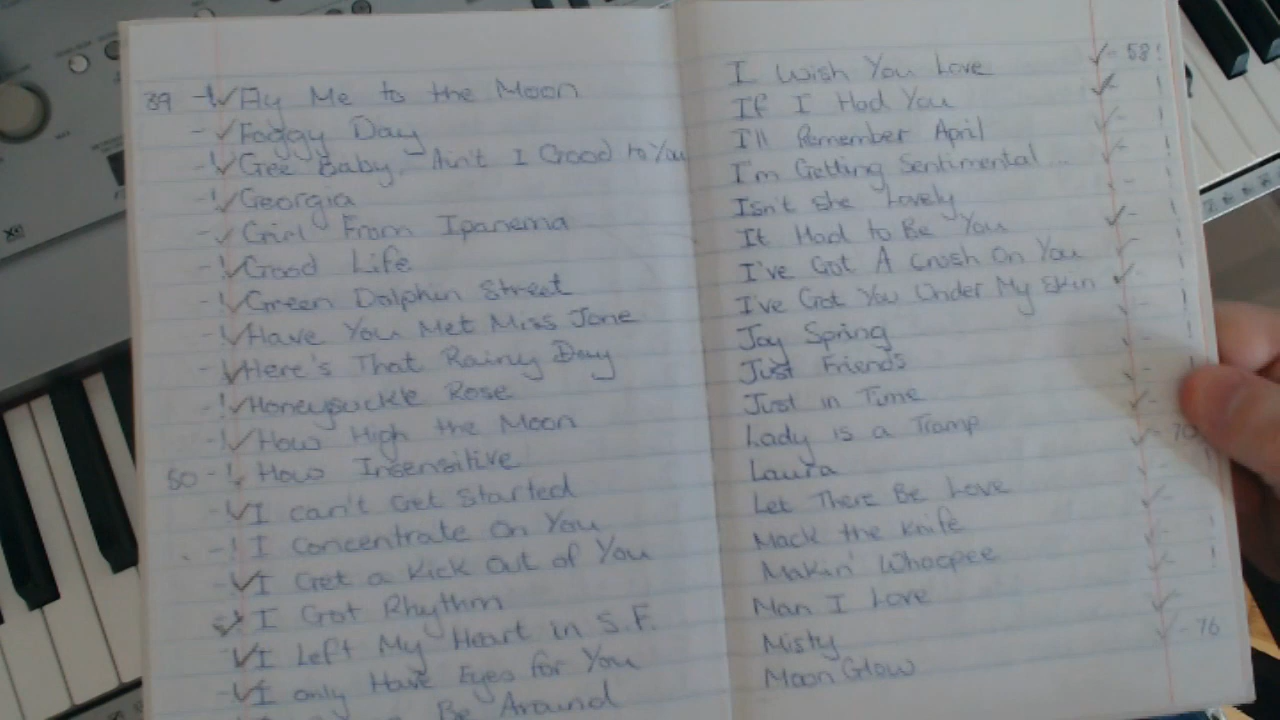 39 -!✓ Fly Me to the Moon
-✓ Foggy Day
-!✓ Gee Baby, Ain't I Good to You
-!✓ Georgia
-✓ Girl From Ipanema
-!✓ Good Life
-!✓ Green Dolphin Street
-!✓ Have You Met Miss Jone
-✓ Here's That Rainy Day
-!✓ Honeysuckle Rose
-!✓ How High the Moon
50 -! How Insensitive
-✓ I can't Get Started
-! I Concentrate On You
-✓ I Get a Kick Out of You
✓ I Got Rhythm
✓ I Left My Heart in S.F.
-✓ I only Have Eyes for You
Be Around
I Wish You Love ✓ - 58!
If I Had You ✓
I'll Remember April
I'm Getting Sentimental...
Isn't She Lovely
It Had to Be You ✓-
I've Got A Crush On You
I've Got You Under My Skin ✓
Joy Spring
Just Friends
Just in Time
Lady is a Tramp
Laura
Let There Be Love
Mack the Knife
Makin' Whoopee
Man I Love
Misty
Moon Glow ✓ - 76